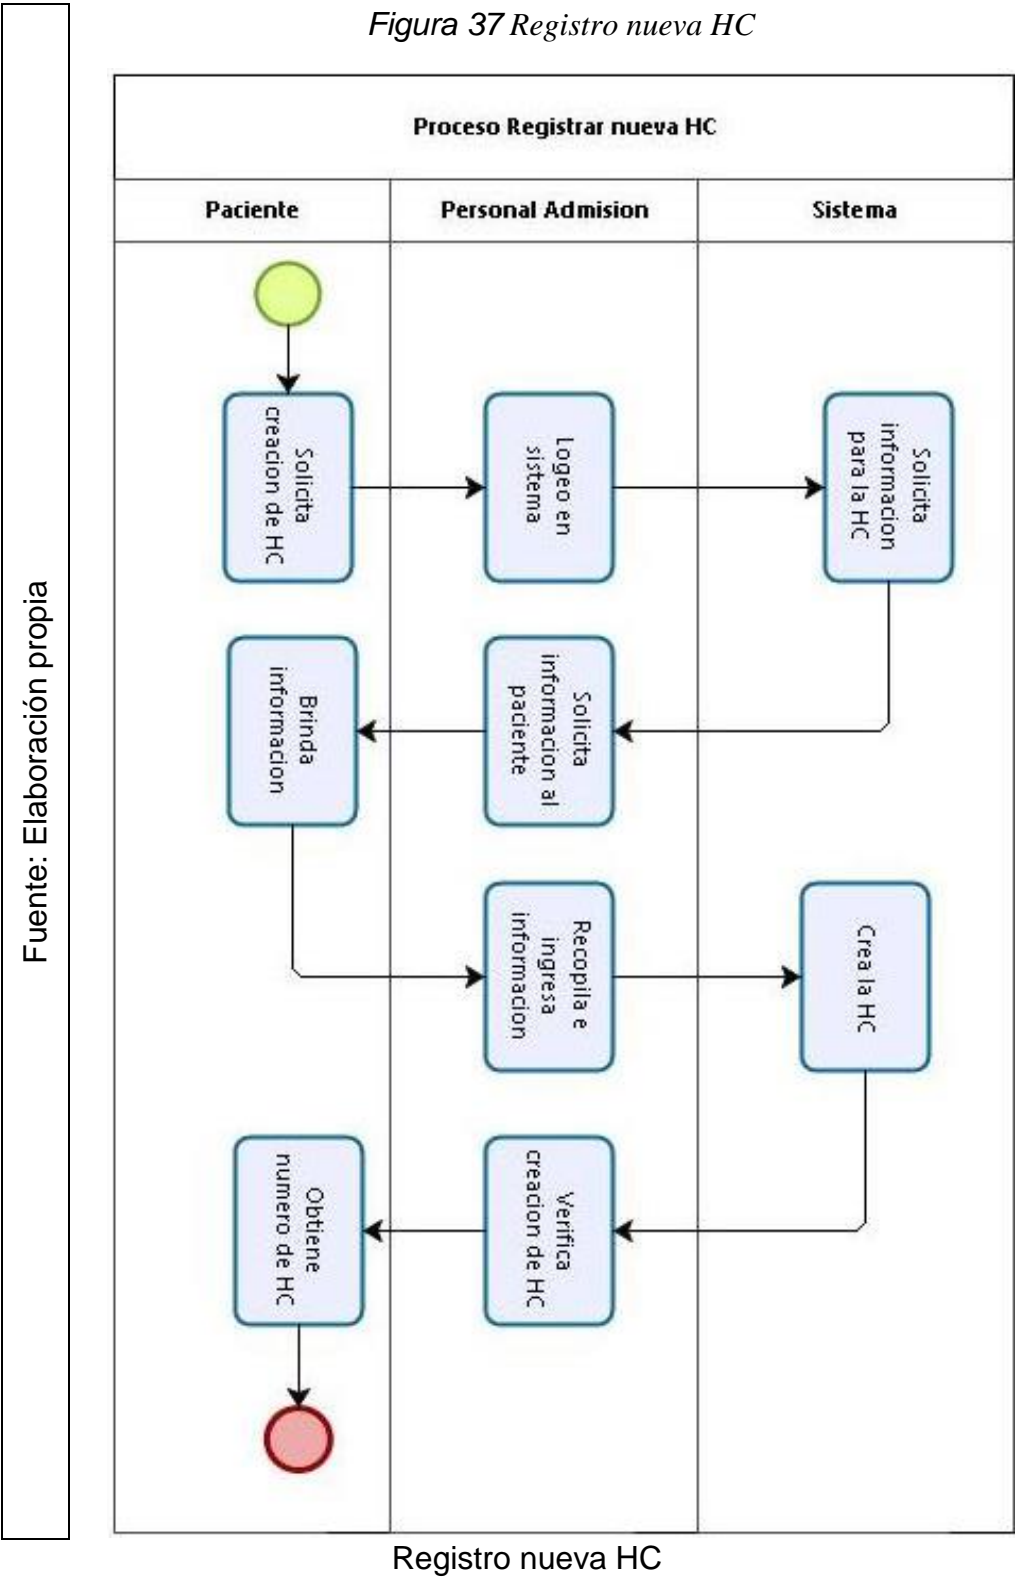 Figura 37 Registro nueva HC
Proceso Registrar nueva HC
Paciente
Personal Admision
Sistema
Solicita
creacion de HC
Logeo en
sistema
Solicita
informacion
para la HC
Brinda
informacion
Solicita
informacion al
paciente
Recopila e
ingresa
informacion
Crea la HC
Obtiene
numero de HC
Verifica
creacion de HC
Fuente: Elaboración propia
Registro nueva HC